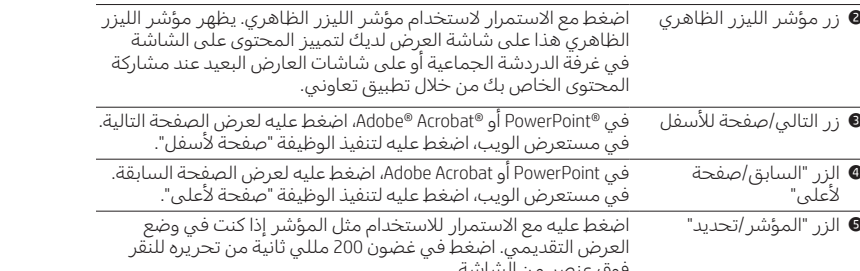 ❷ زر مؤشر الليزر الظاهري
اضغط مع الاستمرار لاستخدام مؤشر الليزر الظاهري. يظهر مؤشر الليزر
الظاهري هذا على شاشة العرض لديك لتمييز المحتوى على الشاشة
في غرفة الدردشة الجماعية أو على شاشات العارض البعيد عند مشاركة
المحتوى الخاص بك من خلال تطبيق تعاوني.
❸ زر التالي/صفحة للأسفل
في PowerPoint®‎ أو Adobe® Acrobat®‎، اضغط عليه لعرض الصفحة التالية.
في مستعرض الويب، اضغط عليه لتنفيذ الوظيفة "صفحة لأسفل".
❹ الزر "السابق/صفحة
لأعلى"
في PowerPoint أو Adobe Acrobat، اضغط عليه لعرض الصفحة السابقة.
في مستعرض الويب، اضغط عليه لتنفيذ الوظيفة "صفحة لأعلى".
❺ الزر "المؤشر/تحديد"
اضغط عليه مع الاستمرار للاستخدام مثل المؤشر إذا كنت في وضع
العرض التقديمي. اضغط في غضون 200 مللي ثانية من تحريره للنقر
فوق عنصر من الشاشة.